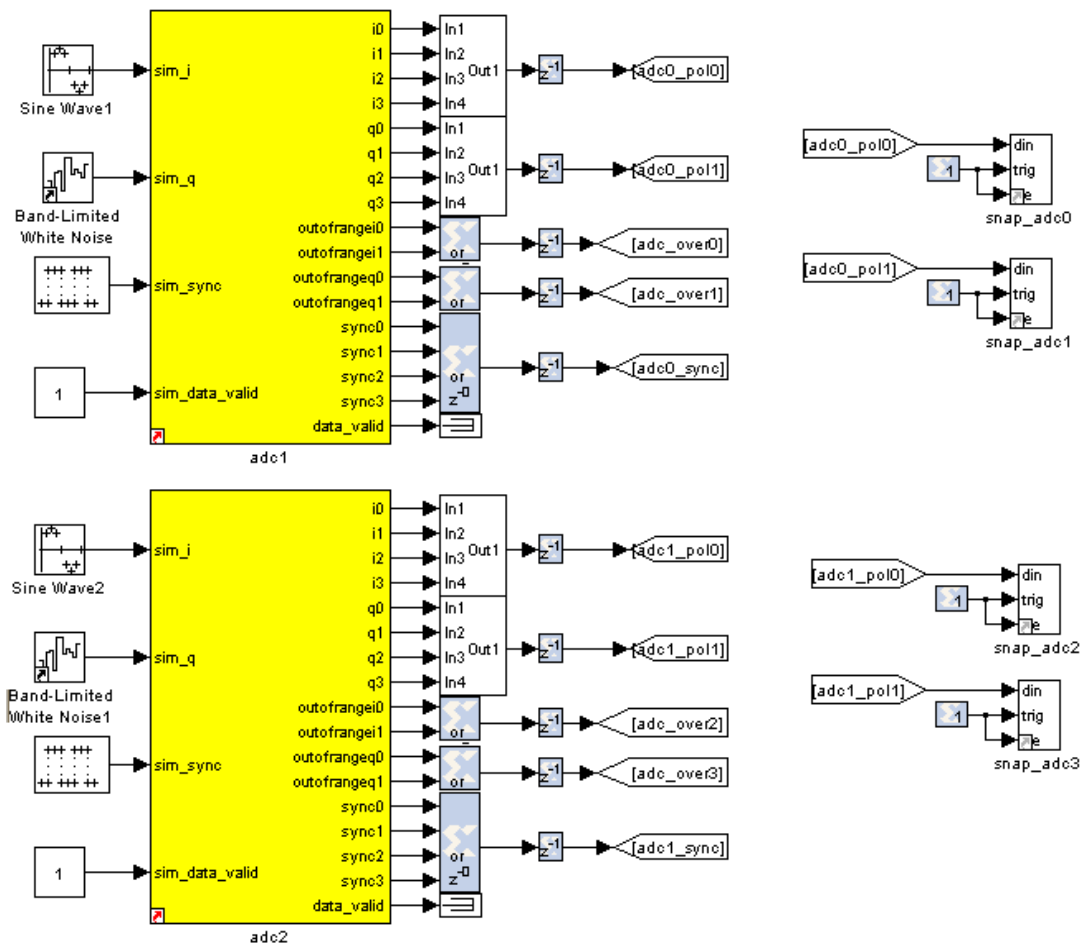 Sine Wave1
Band-Limited
White Noise
1
sim_i
sim_q
sim_sync
sim_data_valid
i0
i1
i2
i3
q0
q1
q2
q3
outofrangei0
outofrangei1
outofrangeq0
outofrangeq1
sync0
sync1
sync2
sync3
data_valid
adc1
In1
In2
In3
In4
Out1
In1
In2
In3
In4
Out1
or
or
or
z-0
z-1
z-1
z-1
z-1
z-1
[adc0_pol0]
[adc0_pol1]
[adc_over0]
[adc_over1]
[adc0_sync]
[adc0_pol0]
1
din
trig
we
snap_adc0
[adc0_pol1]
1
din
trig
we
snap_adc1
Sine Wave2
Band-Limited
White Noise1
1
sim_i
sim_q
sim_sync
sim_data_valid
i0
i1
i2
i3
q0
q1
q2
q3
outofrangei0
outofrangei1
outofrangeq0
outofrangeq1
sync0
sync1
sync2
sync3
data_valid
adc2
In1
In2
In3
In4
Out1
In1
In2
In3
In4
Out1
or
or
or
z-0
z-1
z-1
z-1
z-1
z-1
[adc1_pol0]
[adc1_pol1]
[adc_over2]
[adc_over3]
[adc1_sync]
[adc1_pol0]
1
din
trig
we
snap_adc2
[adc1_pol1]
1
din
trig
we
snap_adc3